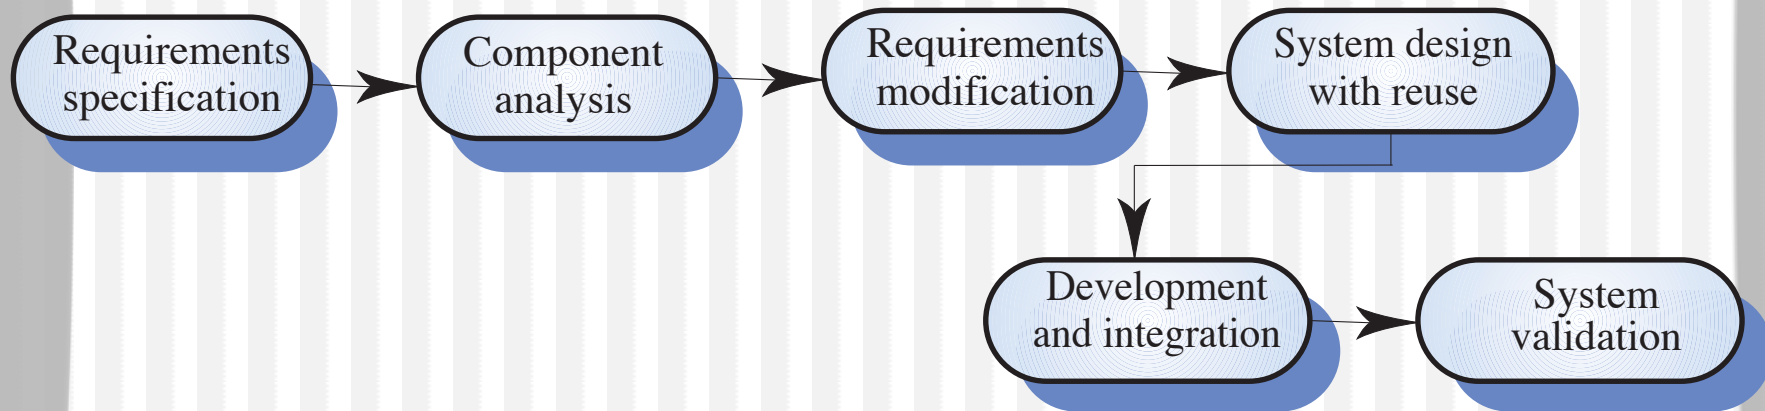 Requirements
specification
Component
analysis
Requirements
modification
System design
with reuse
Development
and integration
System
validation